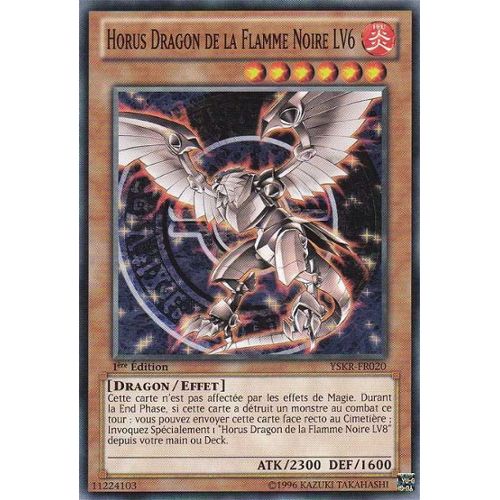 HORUS DRAGON DE LA FLAMME NOIRE LV6
FEU
炎
1ère Édition
YSKR-FR020
[DRAGON/EFFET]
Cette carte n'est pas affectée par les effets de Magie. Durant
la End Phase, si cette carte a détruit un monstre au combat ce
tour : vous pouvez envoyer cette carte face recto au Cimetière ;
Invoquez Spécialement 1 "Horus Dragon de la Flamme Noire LV8"
depuis votre main ou Deck.
ATK/2300 DEF/1600
11224103
©1996 KAZUKI TAKAHASHI